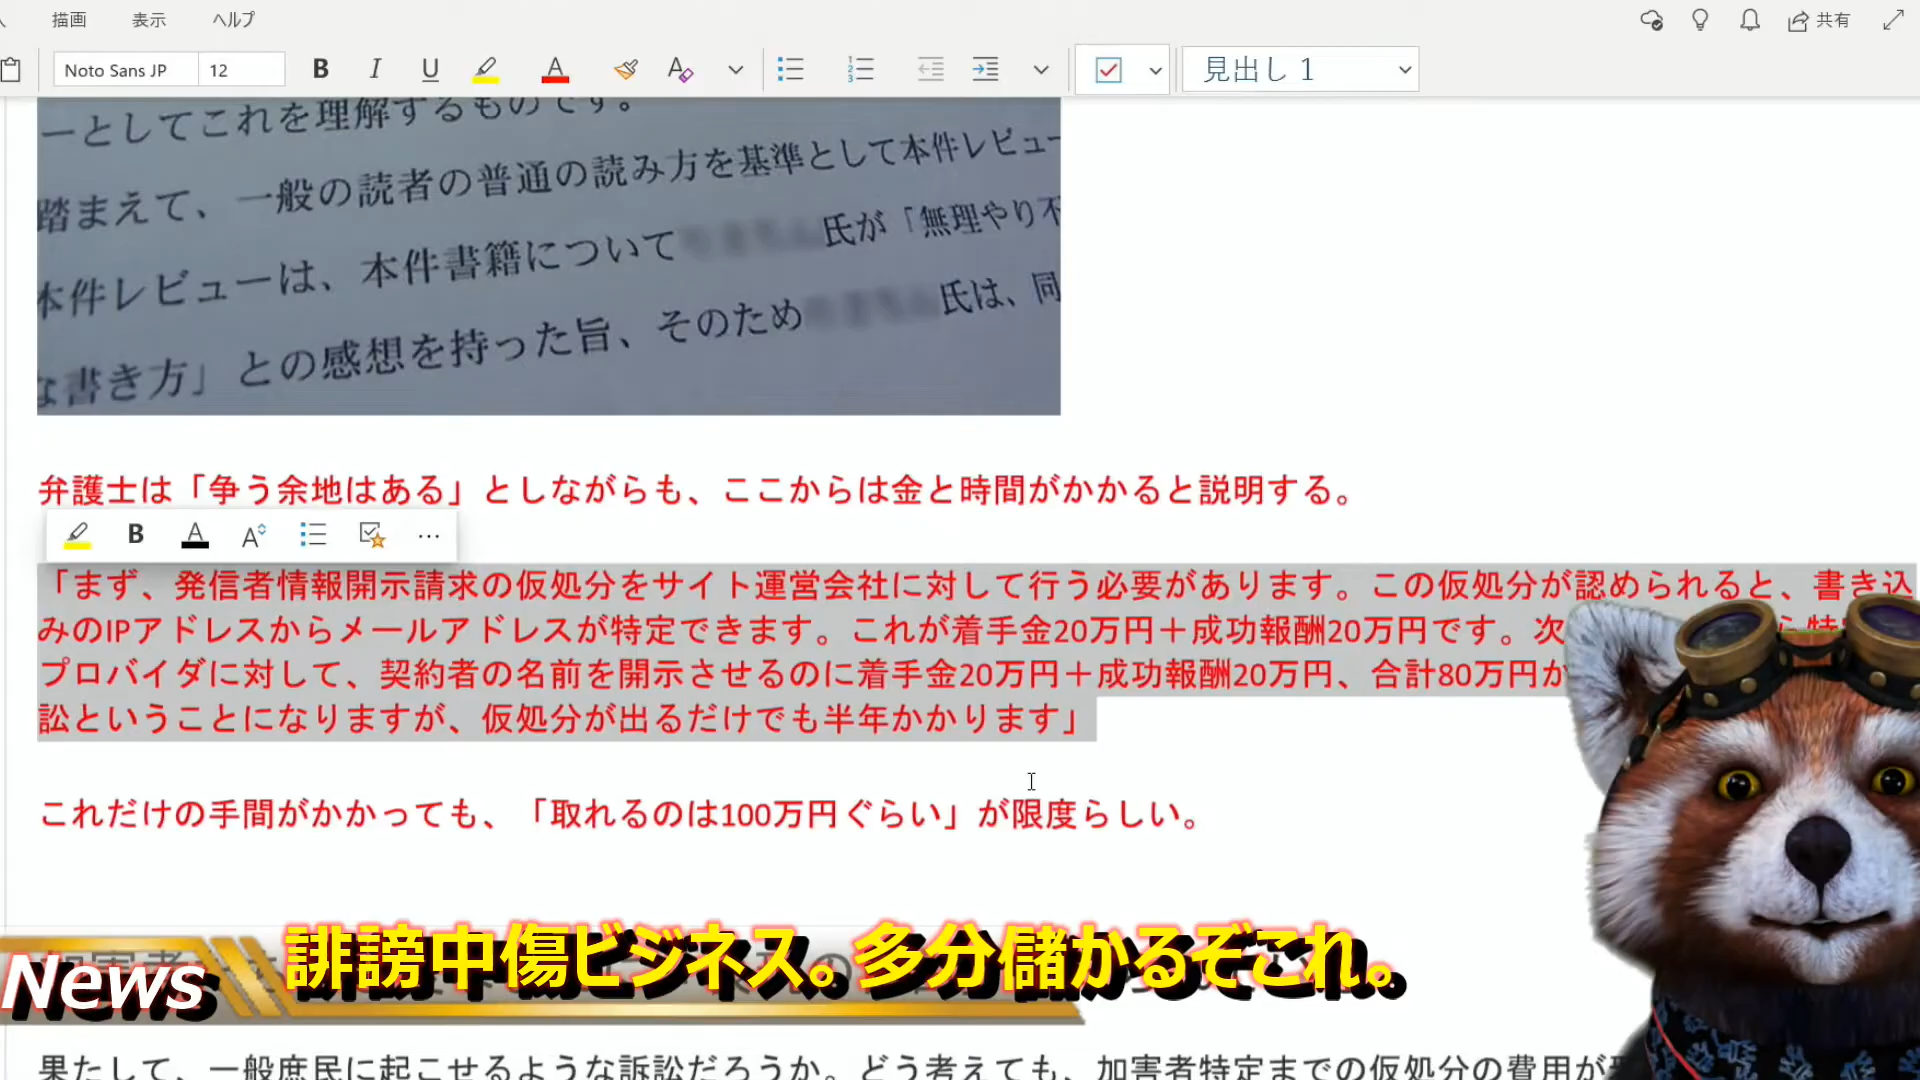 描画 表示 ヘルプ 共有
Noto Sans JP 12 B I U A A 見出し 1
ーとしてこれを理解するものです。
踏まえて、一般の読者の普通の読み方を基準として本件レビュー
本件レビューは、本件書籍について 氏が「無理やり不
な書き方」との感想を持った旨、そのため 氏は、同
弁護士は「争う余地はある」としながらも、ここからは金と時間がかかると説明する。
B A A …
「まず、発信者情報開示請求の仮処分をサイト運営会社に対して行う必要があります。この仮処分が認められると、書き込
みのIPアドレスからメールアドレスが特定できます。これが着手金20万円＋成功報酬20万円です。次
プロバイダに対して、契約者の名前を開示させるのに着手金20万円＋成功報酬20万円、合計80万円か
訟ということになりますが、仮処分が出るだけでも半年かかります」
これだけの手間がかかっても、「取れるのは100万円ぐらい」が限度らしい。
News 誹謗中傷ビジネス。多分儲かるぞこれ。
果たして、一般庶民に起こせるような訴訟だろうか。どう考えても、加害者特定までの仮処分の費用が